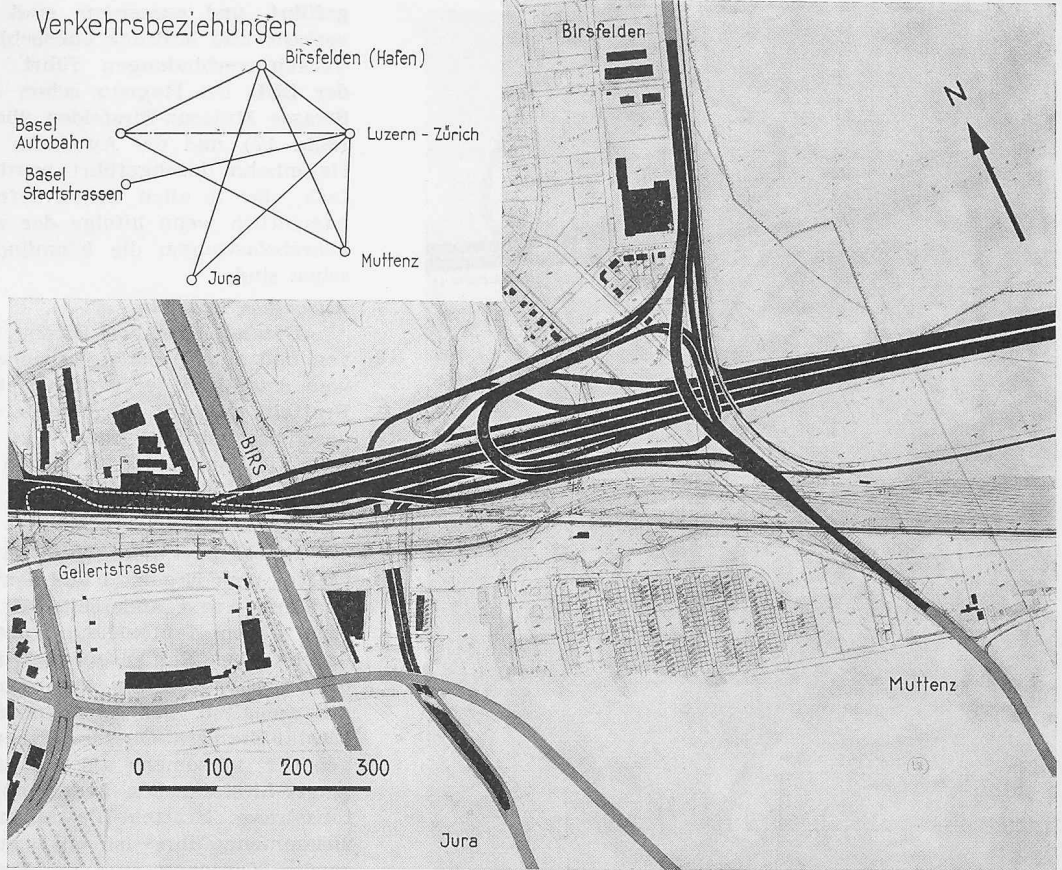 Verkehrsbeziehungen
Birsfelden (Hafen)
Basel
Autobahn
Luzern - Zürich
Basel
Stadtstrassen
Muttenz
Jura
Birsfelden
N
BIRS
Gellertstrasse
Muttenz
0 100 200 300
Jura